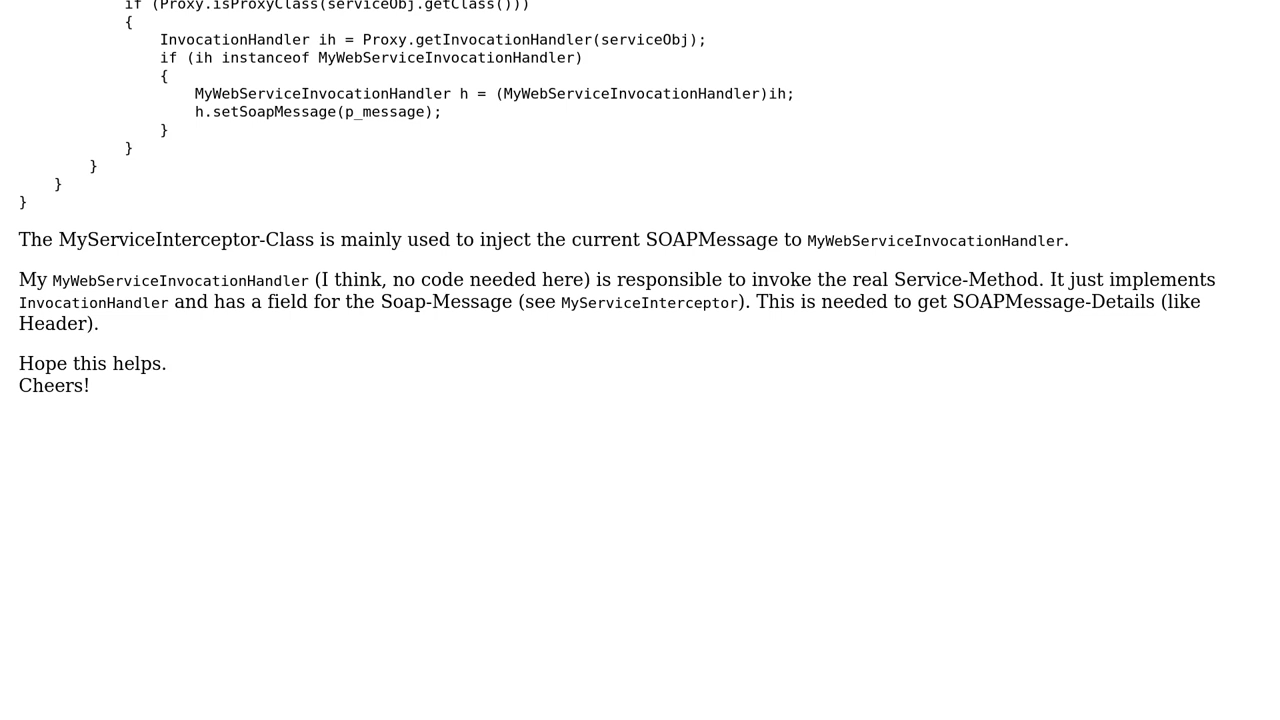 if (Proxy.isProxyClass(serviceObj.getClass()))
            {
                InvocationHandler ih = Proxy.getInvocationHandler(serviceObj);
                if (ih instanceof MyWebServiceInvocationHandler)
                {
                    MyWebServiceInvocationHandler h = (MyWebServiceInvocationHandler)ih;
                    h.setSoapMessage(p_message);
                }
            }
        }
    }
}
The MyServiceInterceptor-Class is mainly used to inject the current SOAPMessage to MyWebServiceInvocationHandler.
My MyWebServiceInvocationHandler (I think, no code needed here) is responsible to invoke the real Service-Method. It just implements
InvocationHandler and has a field for the Soap-Message (see MyServiceInterceptor). This is needed to get SOAPMessage-Details (like
Header).
Hope this helps.
Cheers!